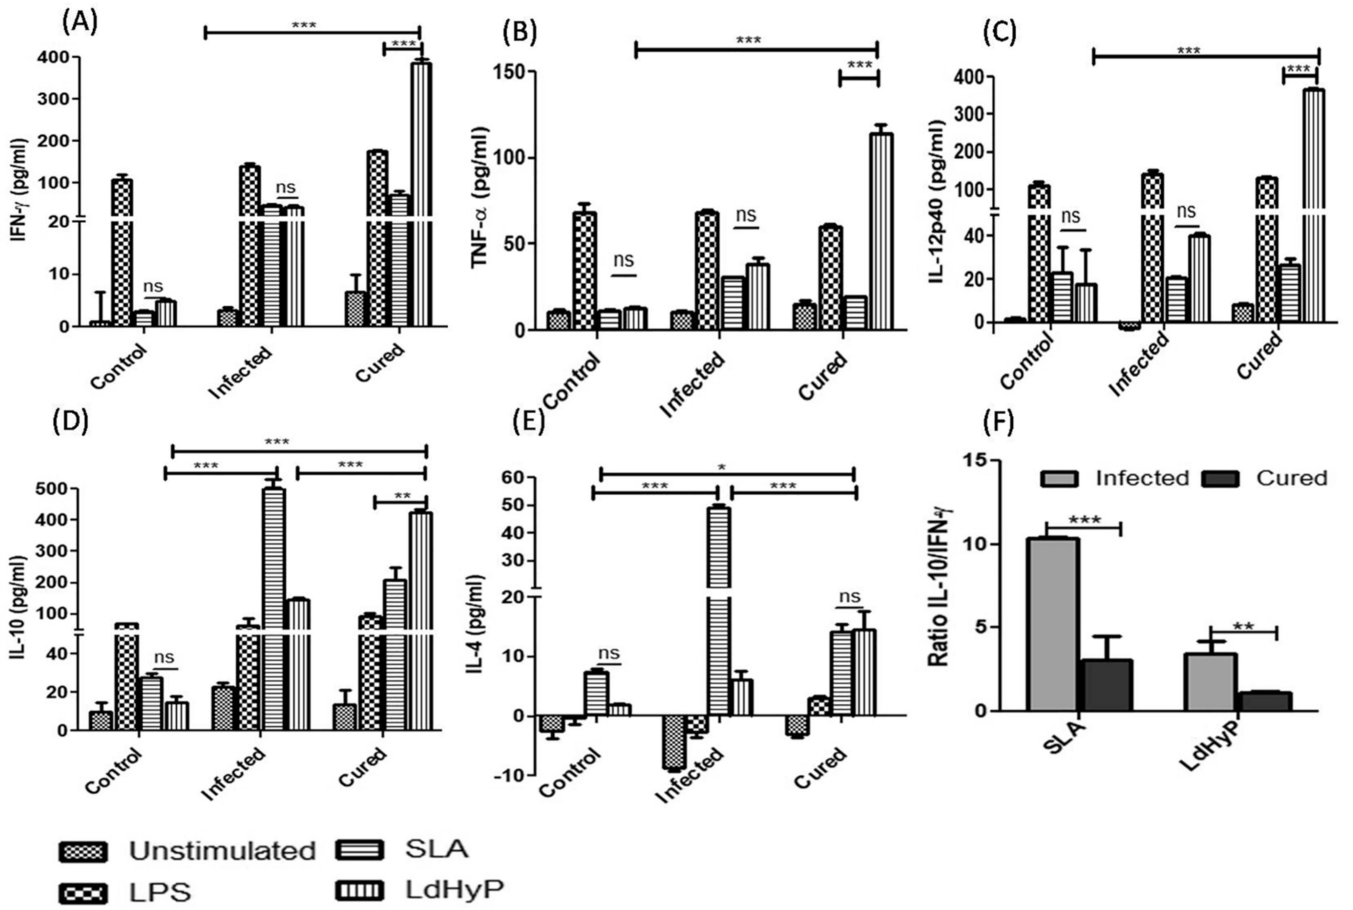 (A)
***
***
IFN-γ (pg/ml)
400
300
200
100
20
10
0
ns
ns
Control
Infected
Cured
(B)
***
***
TNF-α (pg/ml)
150
100
50
0
ns
ns
Control
Infected
Cured
(C)
***
***
IL-12p40 (pg/ml)
400
300
200
100
40
20
0
ns
ns
Control
Infected
Cured
(D)
***
***
***
**
IL-10 (pg/ml)
500
400
300
200
100
40
20
0
ns
Control
Infected
Cured
(E)
*
***
***
IL-4 (pg/ml)
60
50
40
30
20
10
0
-10
ns
ns
Control
Infected
Cured
(F)
Ratio IL-10/IFN-γ
15
10
5
0
Infected
Cured
***
**
SLA
LdHyP
Unstimulated
SLA
LPS
LdHyP